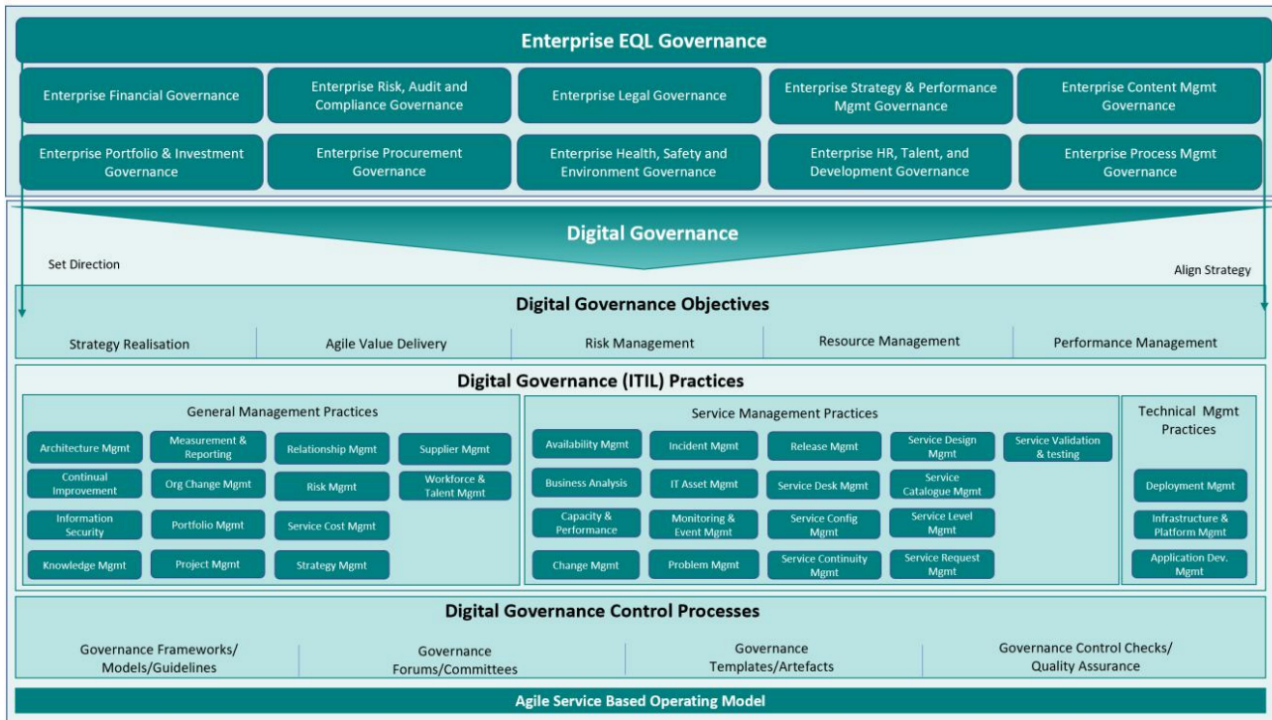 Enterprise EQL Governance
Enterprise Financial Governance
Enterprise Risk, Audit and
Compliance Governance
Enterprise Legal Governance
Enterprise Strategy & Performance
Mgmt Governance
Enterprise Content Mgmt
Governance
Enterprise Portfolio & Investment
Governance
Enterprise Procurement
Governance
Enterprise Health, Safety and
Environment Governance
Enterprise HR, Talent, and
Development Governance
Enterprise Process Mgmt
Governance
Digital Governance
Set Direction
Align Strategy
Digital Governance Objectives
Strategy Realisation
Agile Value Delivery
Risk Management
Resource Management
Performance Management
Digital Governance (ITIL) Practices
General Management Practices
Architecture Mgmt
Measurement &
Reporting
Relationship Mgmt
Supplier Mgmt
Continual
Improvement
Org Change Mgmt
Risk Mgmt
Workforce &
Talent Mgmt
Information
Security
Portfolio Mgmt
Service Cost Mgmt
Knowledge Mgmt
Project Mgmt
Strategy Mgmt
Service Management Practices
Availability Mgmt
Incident Mgmt
Release Mgmt
Service Design
Mgmt
Service Validation
& testing
Business Analysis
IT Asset Mgmt
Service Desk Mgmt
Service
Catalogue Mgmt
Capacity &
Performance
Monitoring &
Event Mgmt
Service Config
Mgmt
Service Level
Mgmt
Change Mgmt
Problem Mgmt
Service Continuity
Mgmt
Service Request
Mgmt
Technical Mgmt
Practices
Deployment Mgmt
Infrastructure &
Platform Mgmt
Application Dev.
Mgmt
Digital Governance Control Processes
Governance Frameworks/
Models/Guidelines
Governance
Forums/Committees
Governance
Templates/Artefacts
Governance Control Checks/
Quality Assurance
Agile Service Based Operating Model